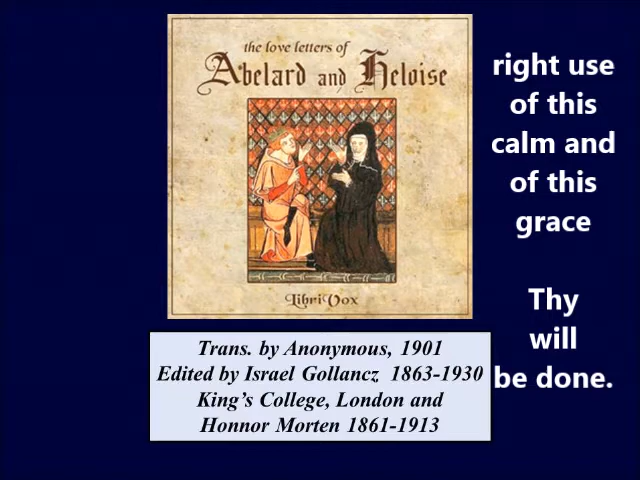 the love letters of
Abelard and Heloise
LibriVox
Trans. by Anonymous, 1901
Edited by Israel Gollancz 1863-1930
King's College, London and
Honnor Morten 1861-1913
right use
of this
calm and
of this
grace
Thy
will
be done.